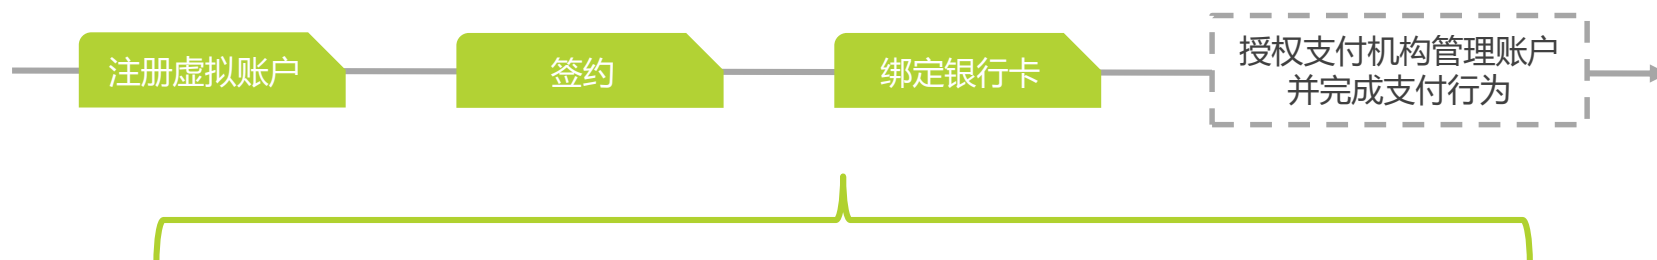 注册虚拟账户
签约
绑定银行卡
授权支付机构管理账户
并完成支付行为